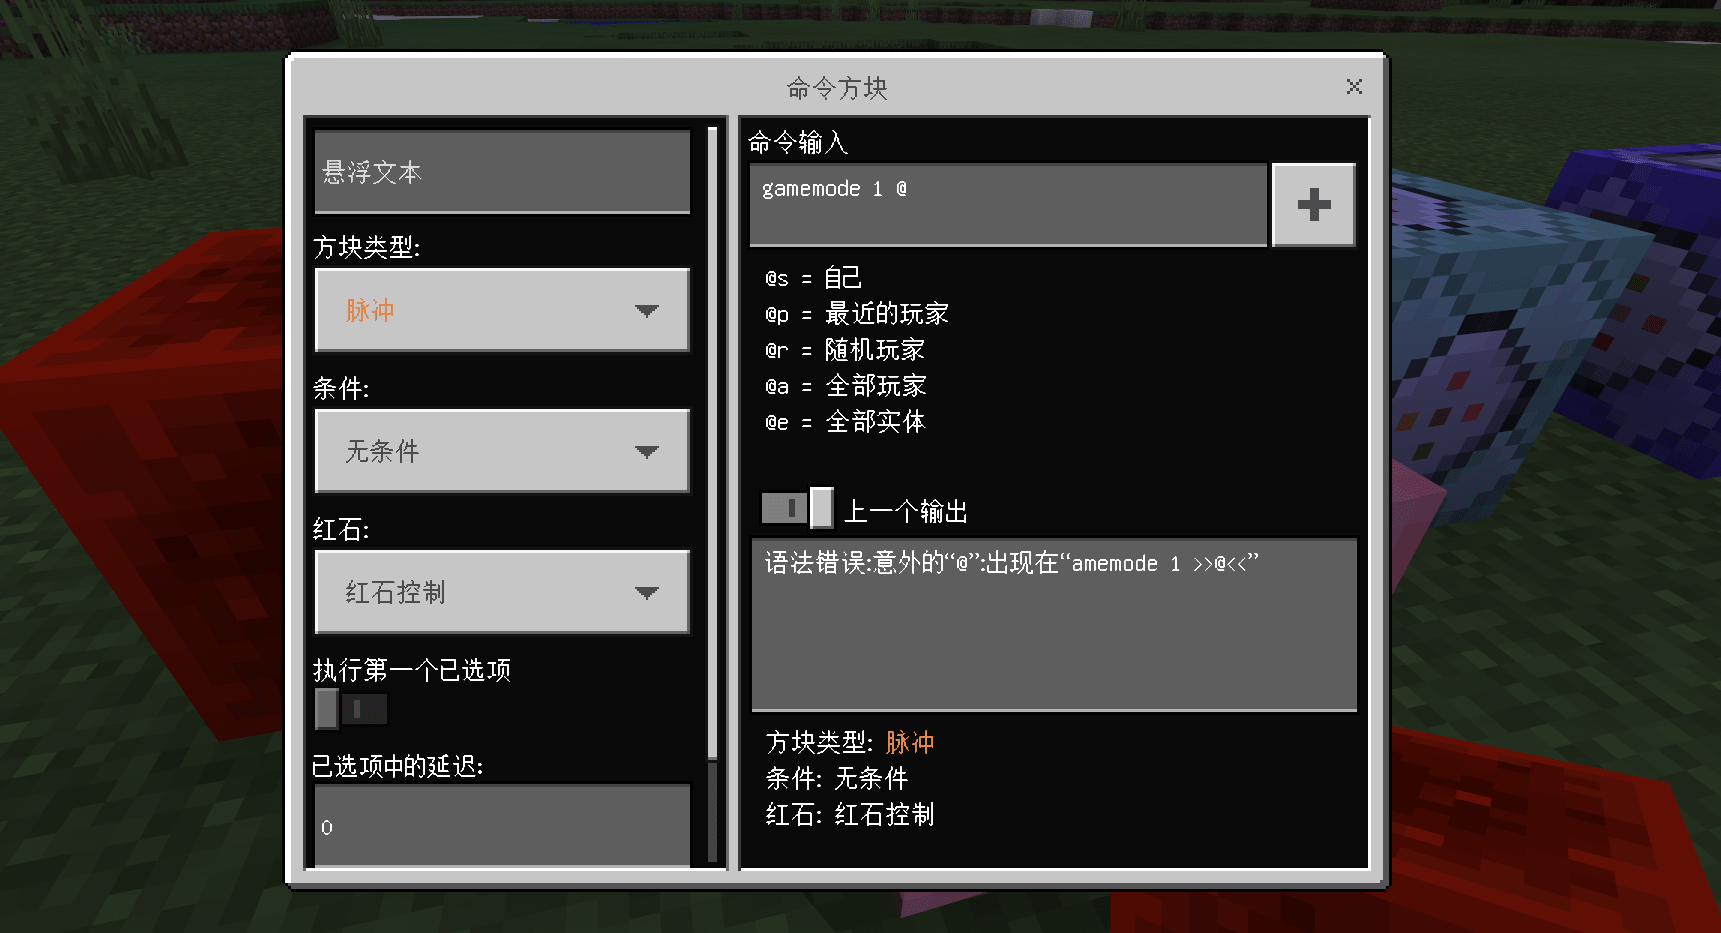 命令方块
悬浮文本
方块类型:
脉冲
条件:
无条件
红石:
红石控制
执行第一个已选项
已选项中的延迟:
0
命令输入
gamemode 1 @
@s = 自己
@p = 最近的玩家
@r = 随机玩家
@a = 全部玩家
@e = 全部实体
上一个输出
语法错误:意外的“@”:出现在“amemode 1 >>@<<”
方块类型: 脉冲
条件: 无条件
红石: 红石控制